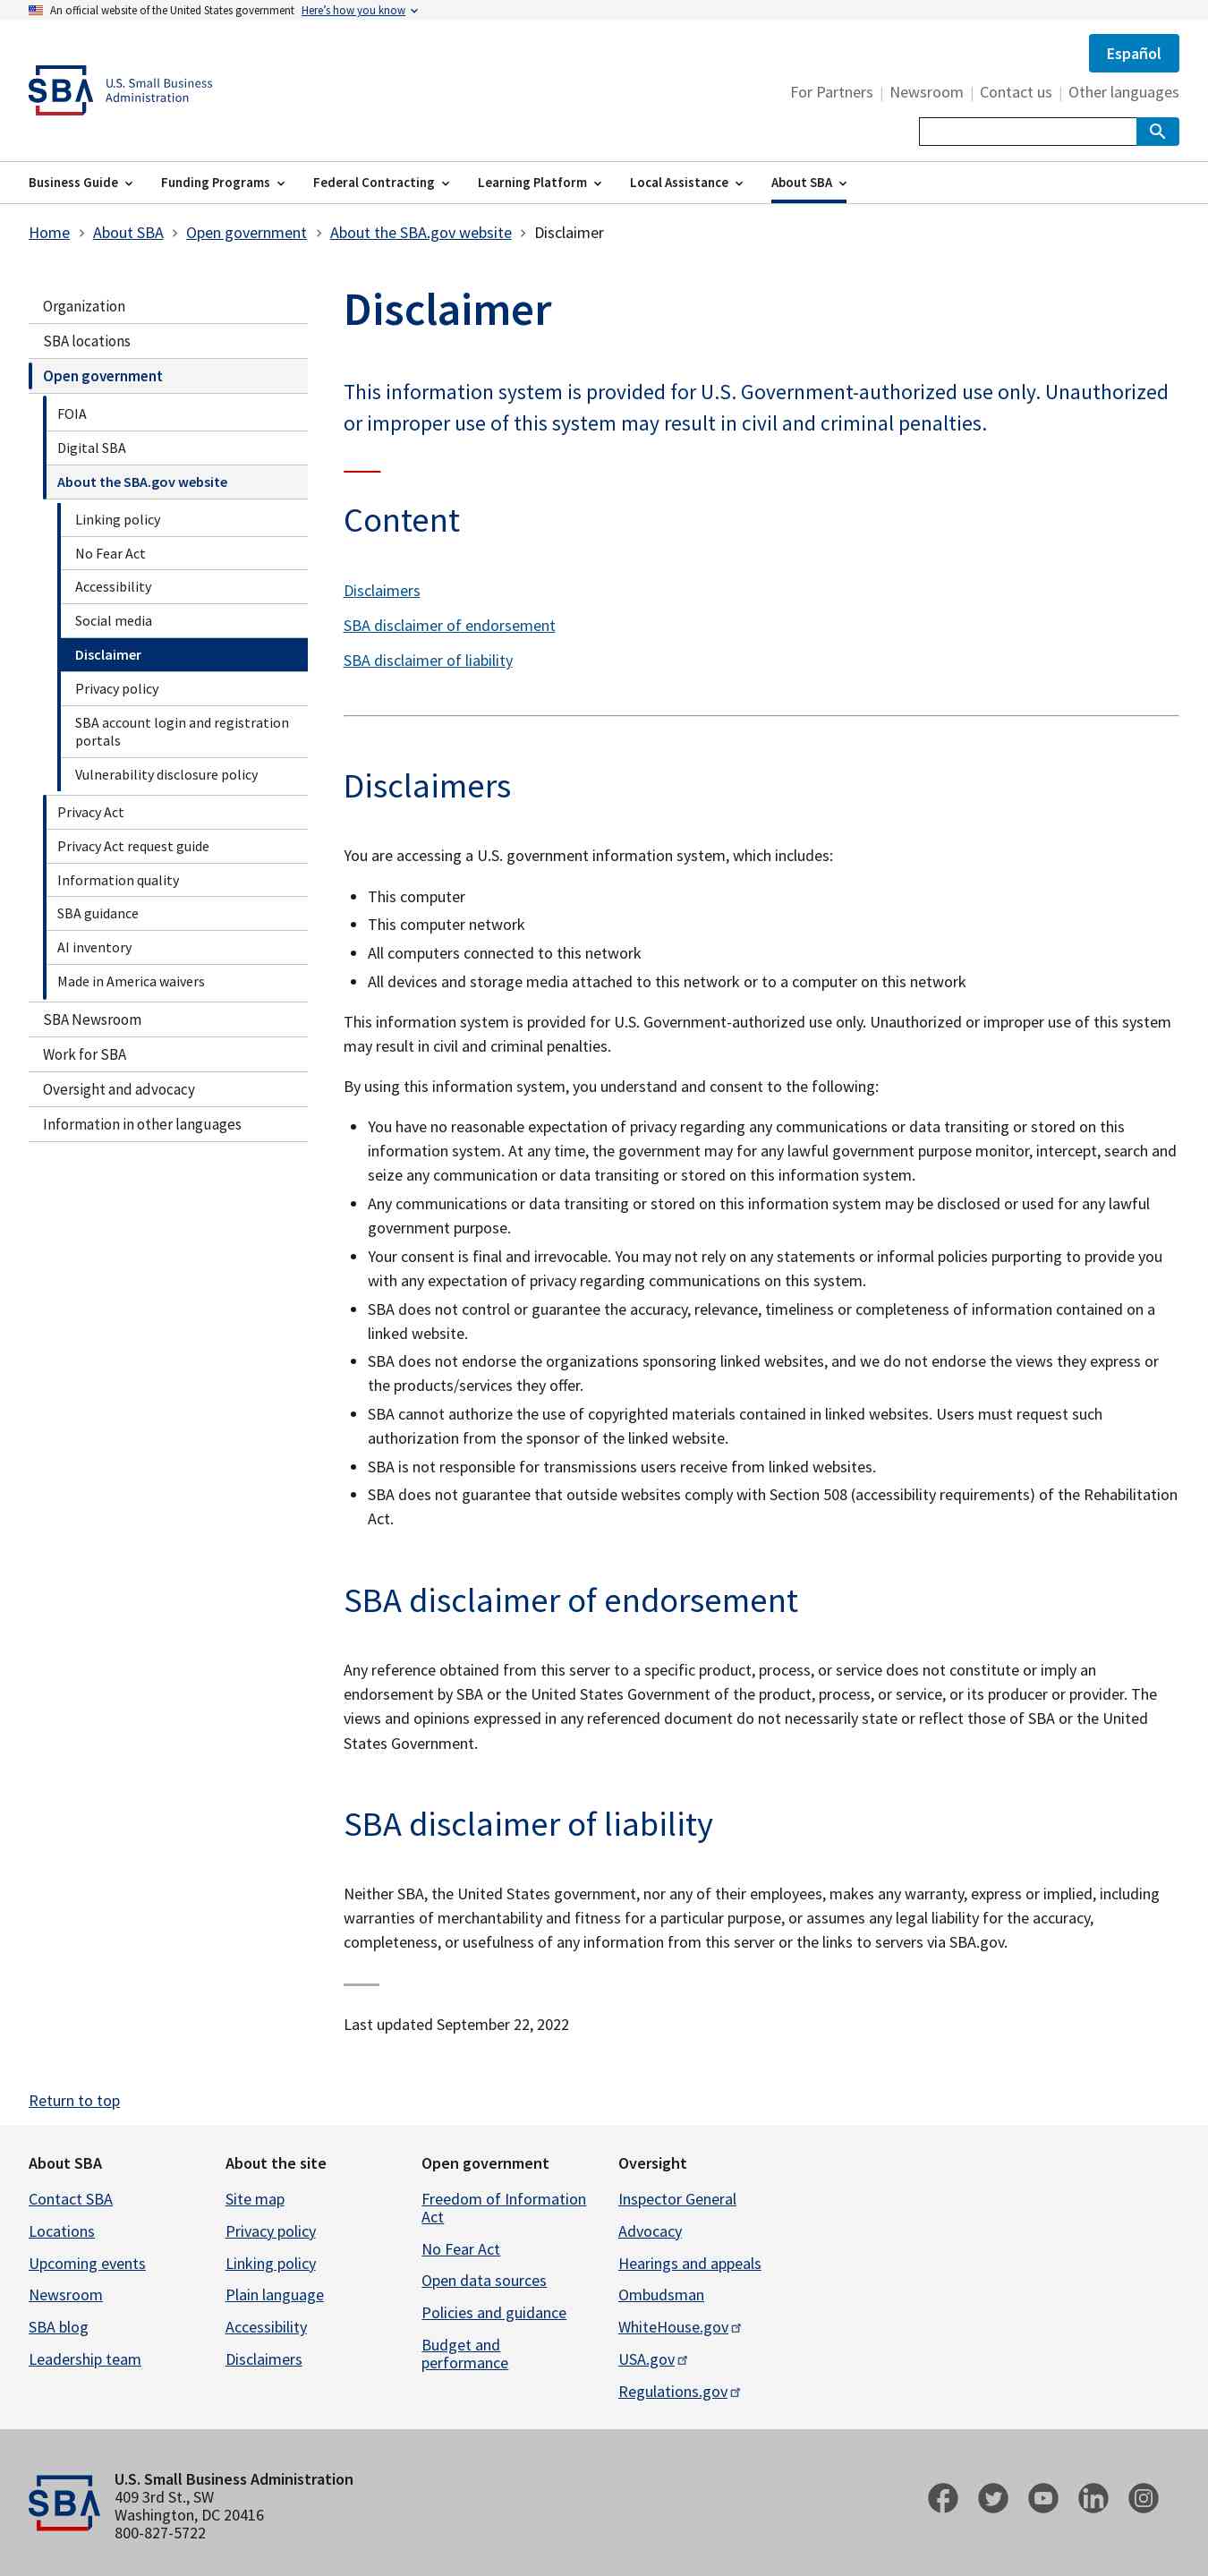 An official website of the United States government Here's how you know
Español
SBA U.S. Small Business
Administration
For Partners | Newsroom | Contact us | Other languages
Business Guide Funding Programs Federal Contracting Learning Platform Local Assistance About SBA
Home > About SBA > Open government > About the SBA.gov website > Disclaimer
Organization
SBA locations
Open government
FOIA
Digital SBA
About the SBA.gov website
Linking policy
No Fear Act
Accessibility
Social media
Disclaimer
Privacy policy
SBA account login and registration
portals
Vulnerability disclosure policy
Privacy Act
Privacy Act request guide
Information quality
SBA guidance
AI inventory
Made in America waivers
SBA Newsroom
Work for SBA
Oversight and advocacy
Information in other languages
Disclaimer
This information system is provided for U.S. Government-authorized use only. Unauthorized
or improper use of this system may result in civil and criminal penalties.
Content
Disclaimers
SBA disclaimer of endorsement
SBA disclaimer of liability
Disclaimers
You are accessing a U.S. government information system, which includes:
• This computer
• This computer network
• All computers connected to this network
• All devices and storage media attached to this network or to a computer on this network
This information system is provided for U.S. Government-authorized use only. Unauthorized or improper use of this system
may result in civil and criminal penalties.
By using this information system, you understand and consent to the following:
• You have no reasonable expectation of privacy regarding any communications or data transiting or stored on this
information system. At any time, the government may for any lawful government purpose monitor, intercept, search and
seize any communication or data transiting or stored on this information system.
• Any communications or data transiting or stored on this information system may be disclosed or used for any lawful
government purpose.
• Your consent is final and irrevocable. You may not rely on any statements or informal policies purporting to provide you
with any expectation of privacy regarding communications on this system.
• SBA does not control or guarantee the accuracy, relevance, timeliness or completeness of information contained on a
linked website.
• SBA does not endorse the organizations sponsoring linked websites, and we do not endorse the views they express or
the products/services they offer.
• SBA cannot authorize the use of copyrighted materials contained in linked websites. Users must request such
authorization from the sponsor of the linked website.
• SBA is not responsible for transmissions users receive from linked websites.
• SBA does not guarantee that outside websites comply with Section 508 (accessibility requirements) of the Rehabilitation
Act.
SBA disclaimer of endorsement
Any reference obtained from this server to a specific product, process, or service does not constitute or imply an
endorsement by SBA or the United States Government of the product, process, or service, or its producer or provider. The
views and opinions expressed in any referenced document do not necessarily state or reflect those of SBA or the United
States Government.
SBA disclaimer of liability
Neither SBA, the United States government, nor any of their employees, makes any warranty, express or implied, including
warranties of merchantability and fitness for a particular purpose, or assumes any legal liability for the accuracy,
completeness, or usefulness of any information from this server or the links to servers via SBA.gov.
Last updated September 22, 2022
Return to top
About SBA
Contact SBA
Locations
Upcoming events
Newsroom
SBA blog
Leadership team
About the site
Site map
Privacy policy
Linking policy
Plain language
Accessibility
Disclaimers
Open government
Freedom of Information
Act
No Fear Act
Open data sources
Policies and guidance
Budget and
performance
Oversight
Inspector General
Advocacy
Hearings and appeals
Ombudsman
WhiteHouse.gov
USA.gov
Regulations.gov
SBA
U.S. Small Business Administration
409 3rd St., SW
Washington, DC 20416
800-827-5722